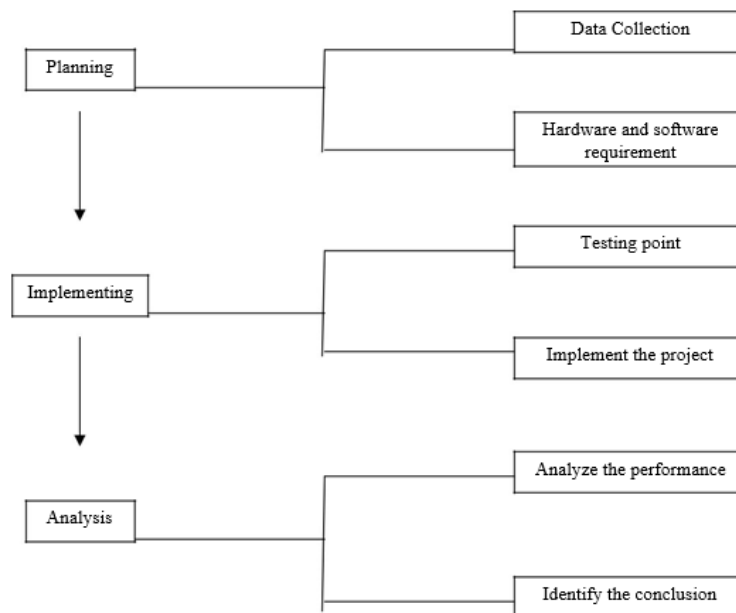 Data Collection
Planning
Hardware and software
requirement
Testing point
Implementing
Implement the project
Analyze the performance
Analysis
Identify the conclusion